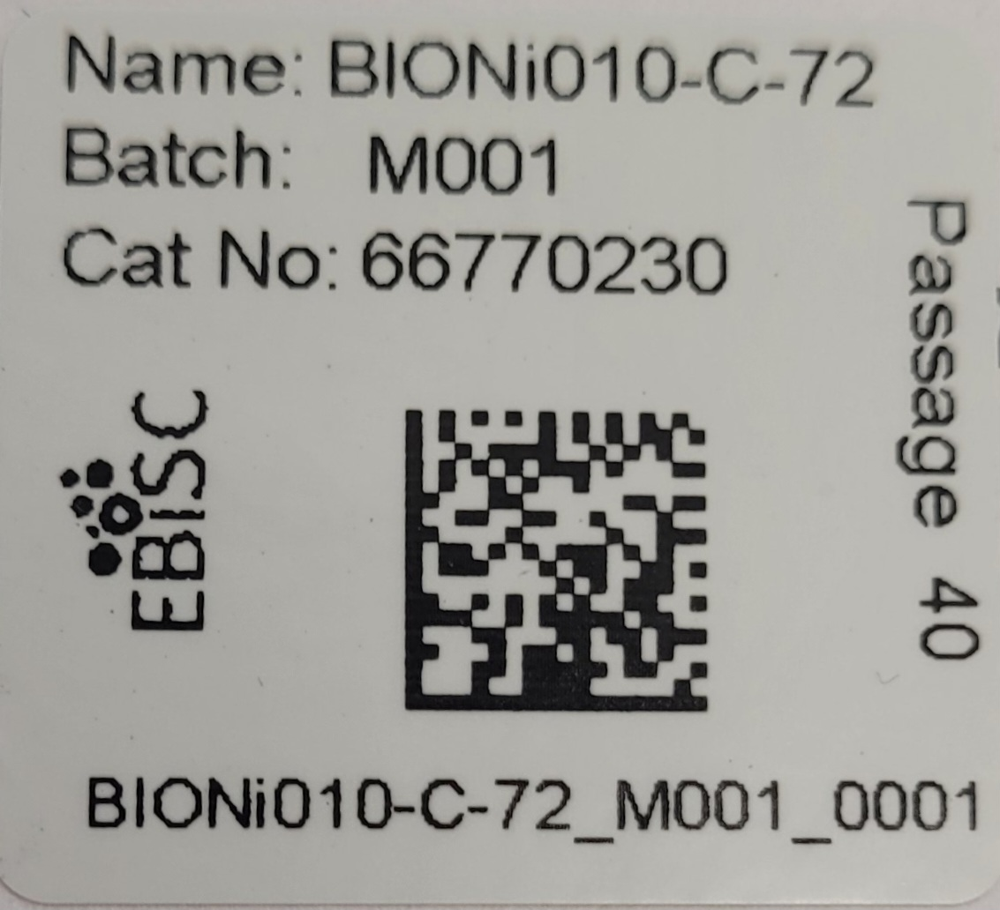 Name: BIONi010-C-72
Batch: M001
Cat No: 66770230
Passage 40
EBISC
BIONi010-C-72_M001_0001